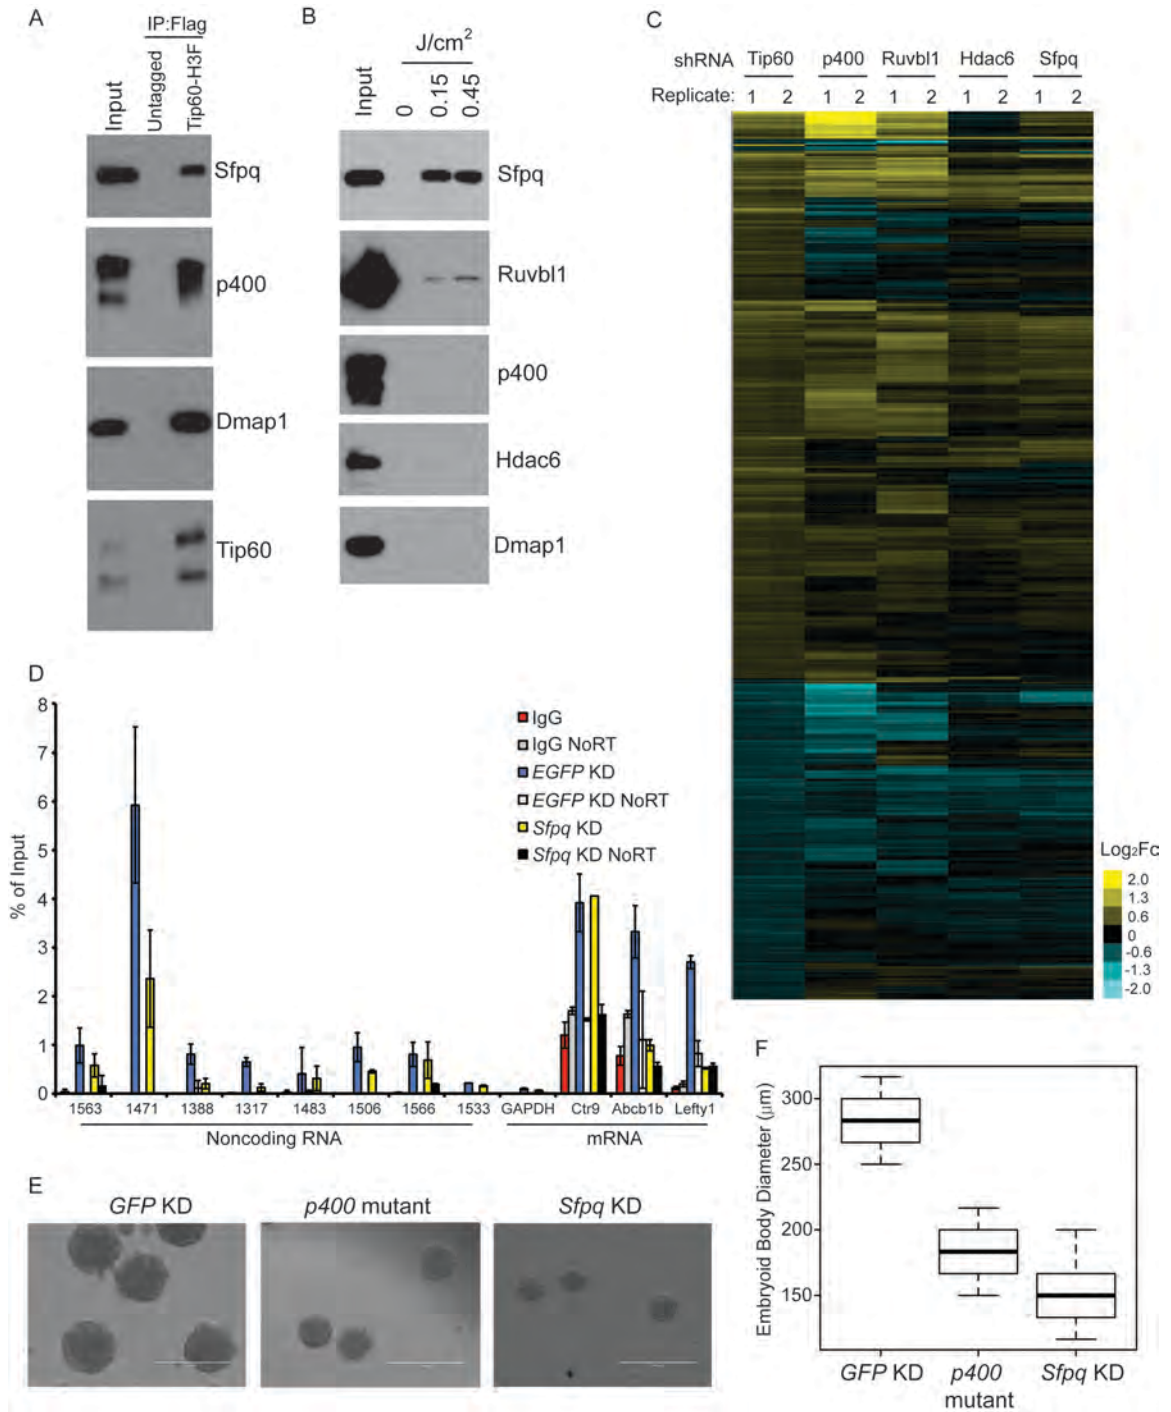 A
IP:Flag
Input
Untagged
Tip60-H3F
Sfpq
p400
Dmap1
Tip60
B
J/cm2
Input
0
0.15
0.45
Sfpq
Ruvbl1
p400
Hdac6
Dmap1
C
shRNA Tip60 p400 Ruvbl1 Hdac6 Sfpq
Replicate: 1 2 1 2 1 2 1 2 1 2
Log2Fc
2.0
1.3
0.6
0
-0.6
-1.3
-2.0
D
% of Input
8
7
6
5
4
3
2
1
0
IgG
IgG NoRT
EGFP KD
EGFP KD NoRT
Sfpq KD
Sfpq KD NoRT
1563 1471 1388 1317 1483 1506 1566 1533 GAPDH Ctr9 Abcb1b Lefty1
Noncoding RNA mRNA
E
GFP KD p400 mutant Sfpq KD
F
Embryoid Body Diameter (μm)
300
250
200
150
GFP KD p400 mutant Sfpq KD